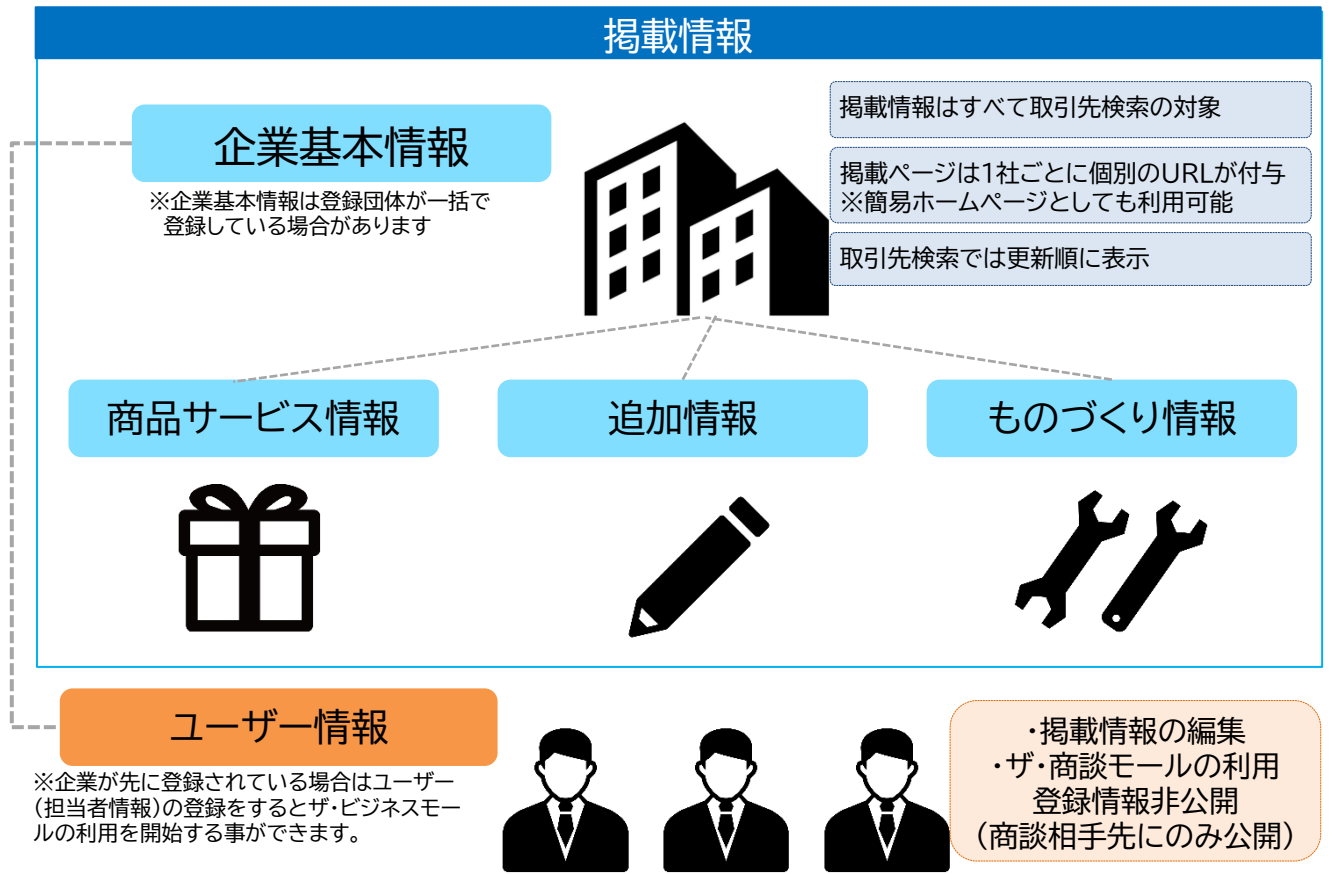 掲載情報
企業基本情報
※企業基本情報は登録団体が一括で
登録している場合があります
掲載情報はすべて取引先検索の対象
掲載ページは1社ごとに個別のURLが付与
※簡易ホームページとしても利用可能
取引先検索では更新順に表示
商品サービス情報
追加情報
ものづくり情報
ユーザー情報
※企業が先に登録されている場合はユーザー
(担当者情報)の登録をするとザ・ビジネスモー
ルの利用を開始する事ができます。
・掲載情報の編集
・ザ・商談モールの利用
登録情報非公開
(商談相手先にのみ公開)